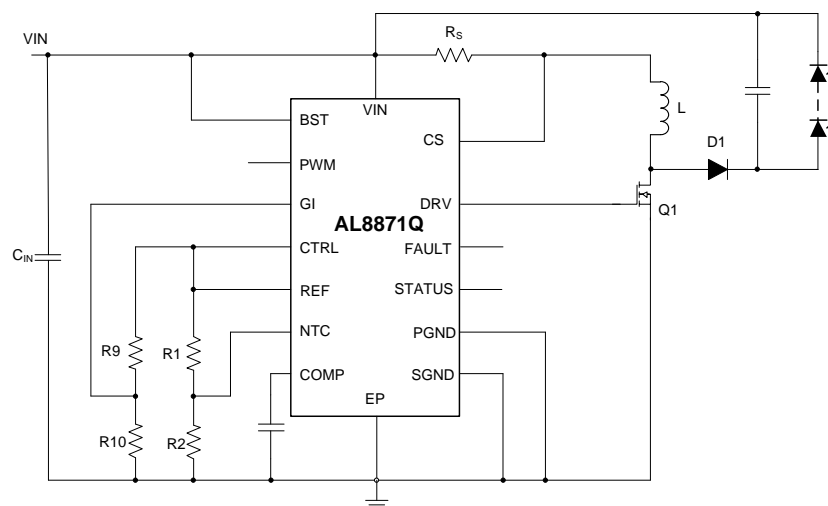 VIN
RS
BST
VIN
CS
L
PWM
D1
GI
DRV
Q1
AL8871Q
CTRL
FAULT
CIN
REF
STATUS
NTC
PGND
R9
R1
COMP
SGND
EP
R10
R2